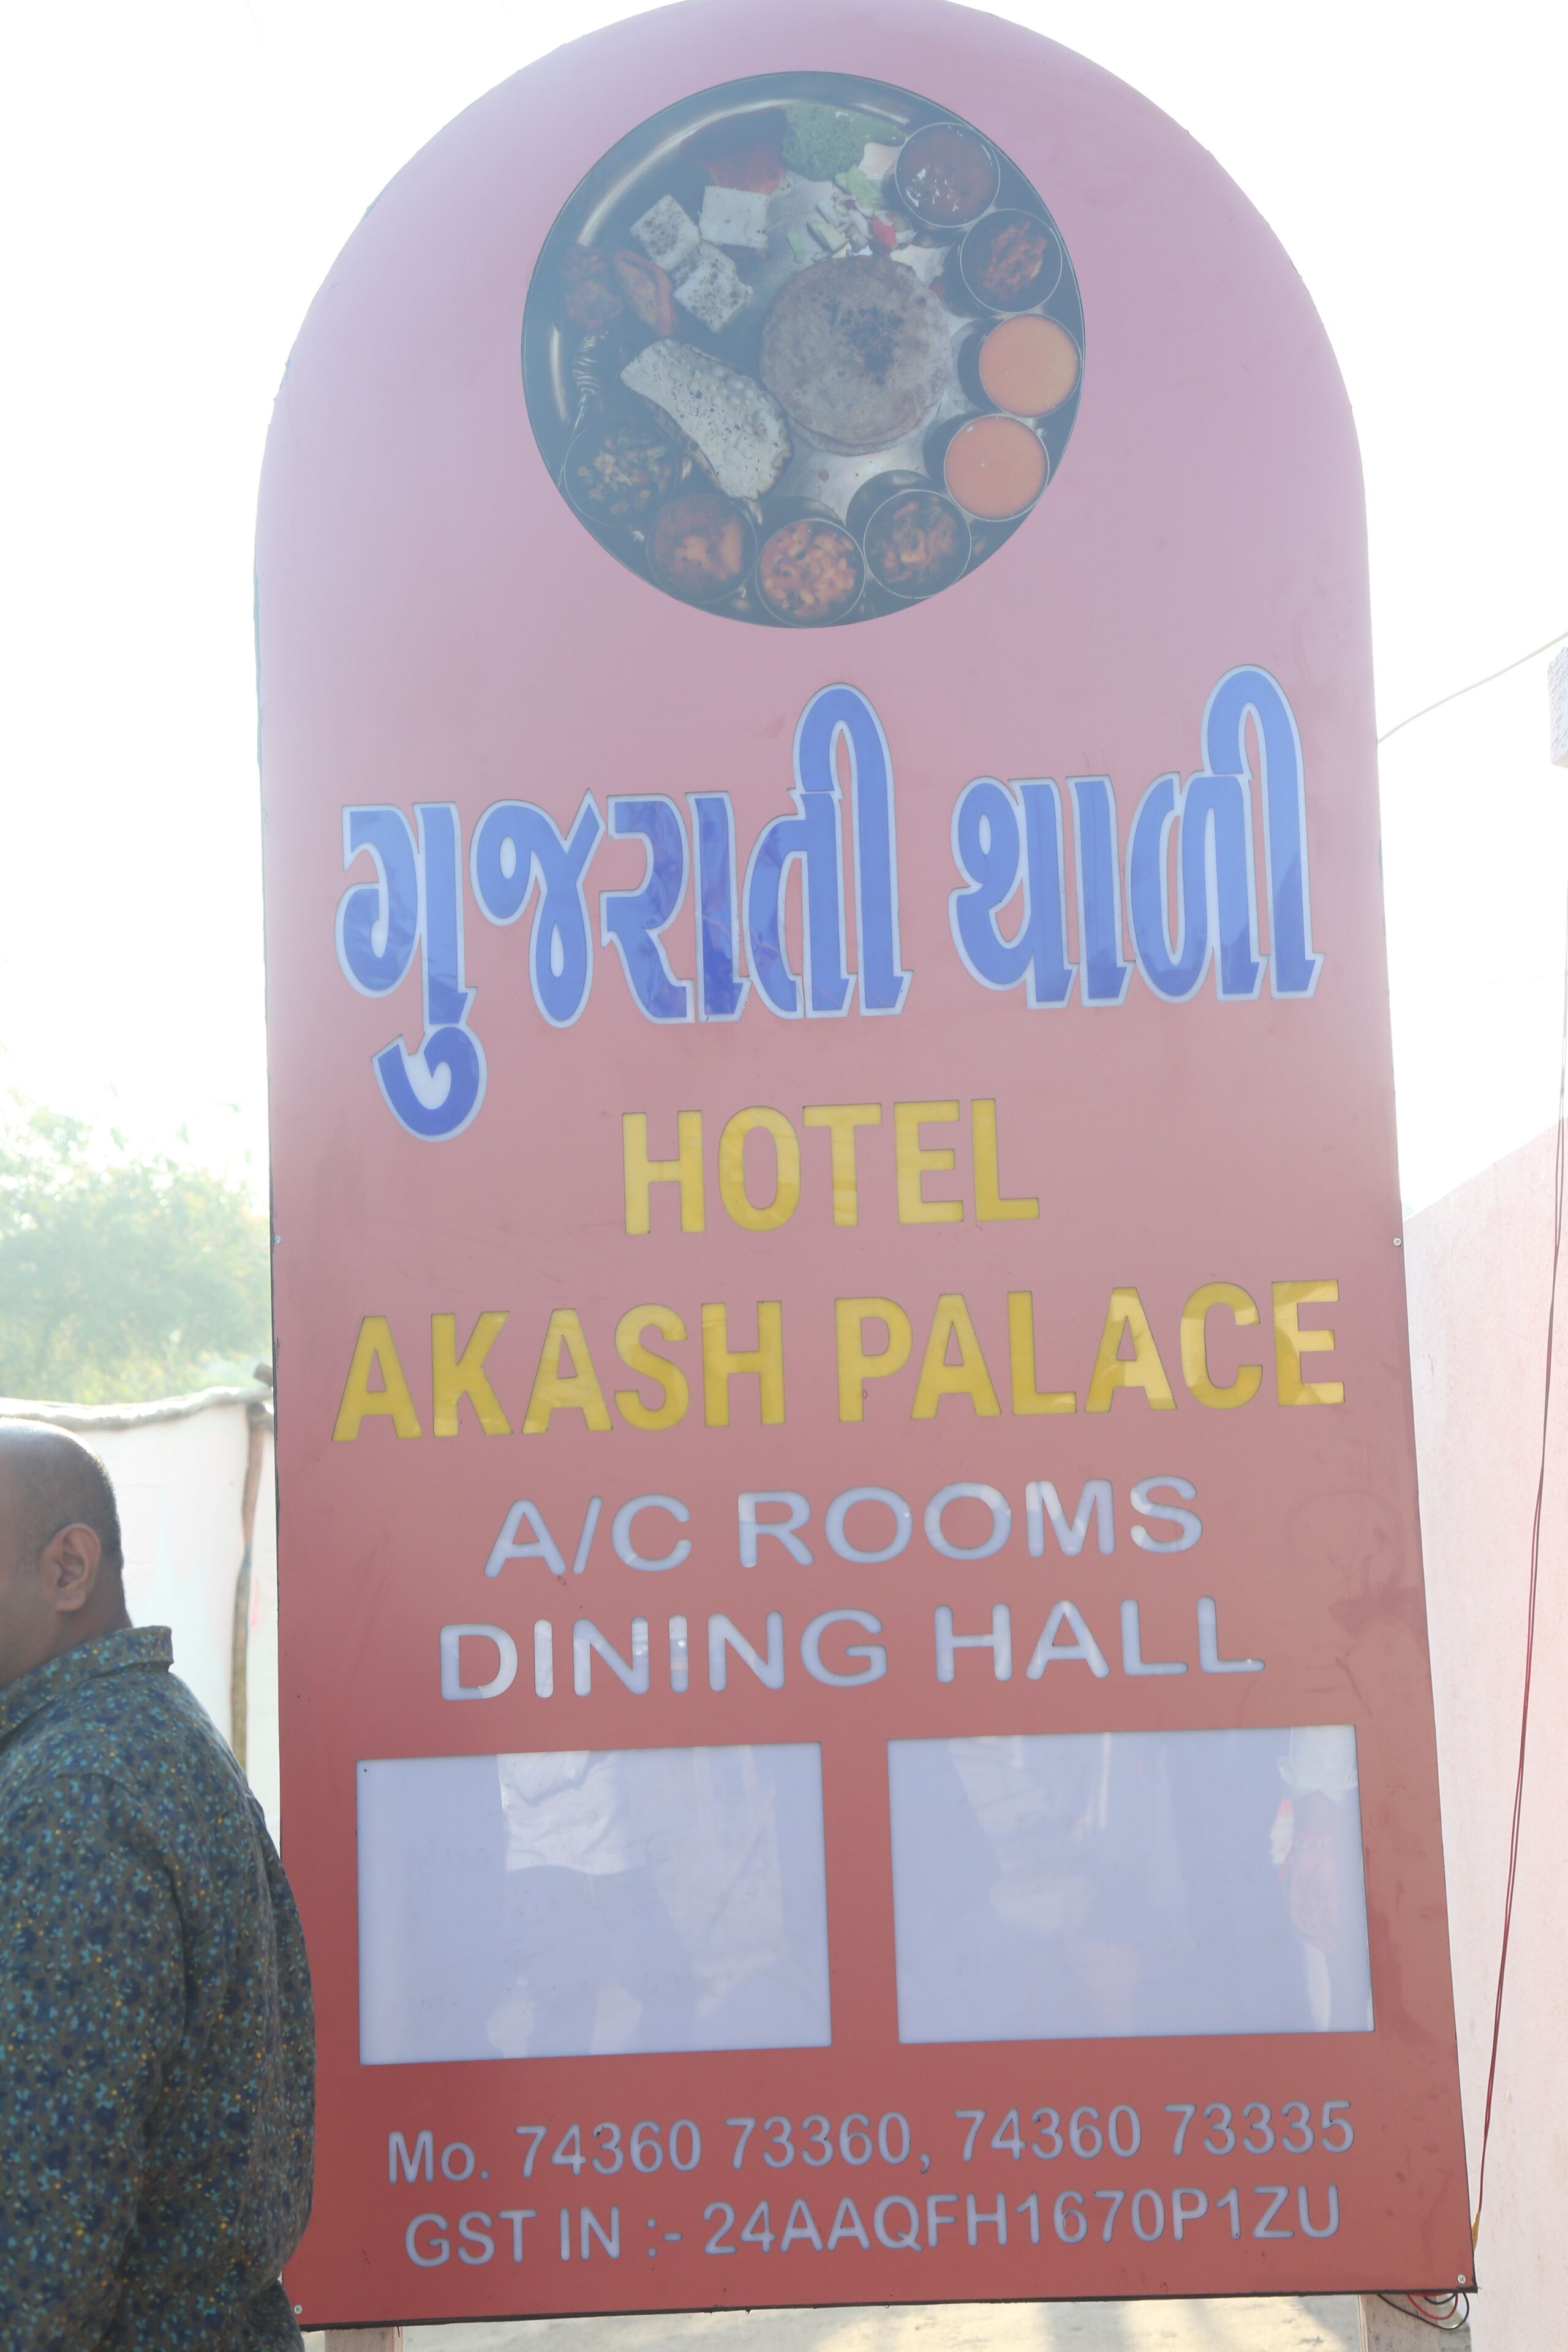 ગુજરાતી થાળી
HOTEL
AKASH PALACE
A/C ROOMS
DINING HALL
Mo. 74360 73360, 74360 73335
GST IN :- 24AAQFH1670P1ZU